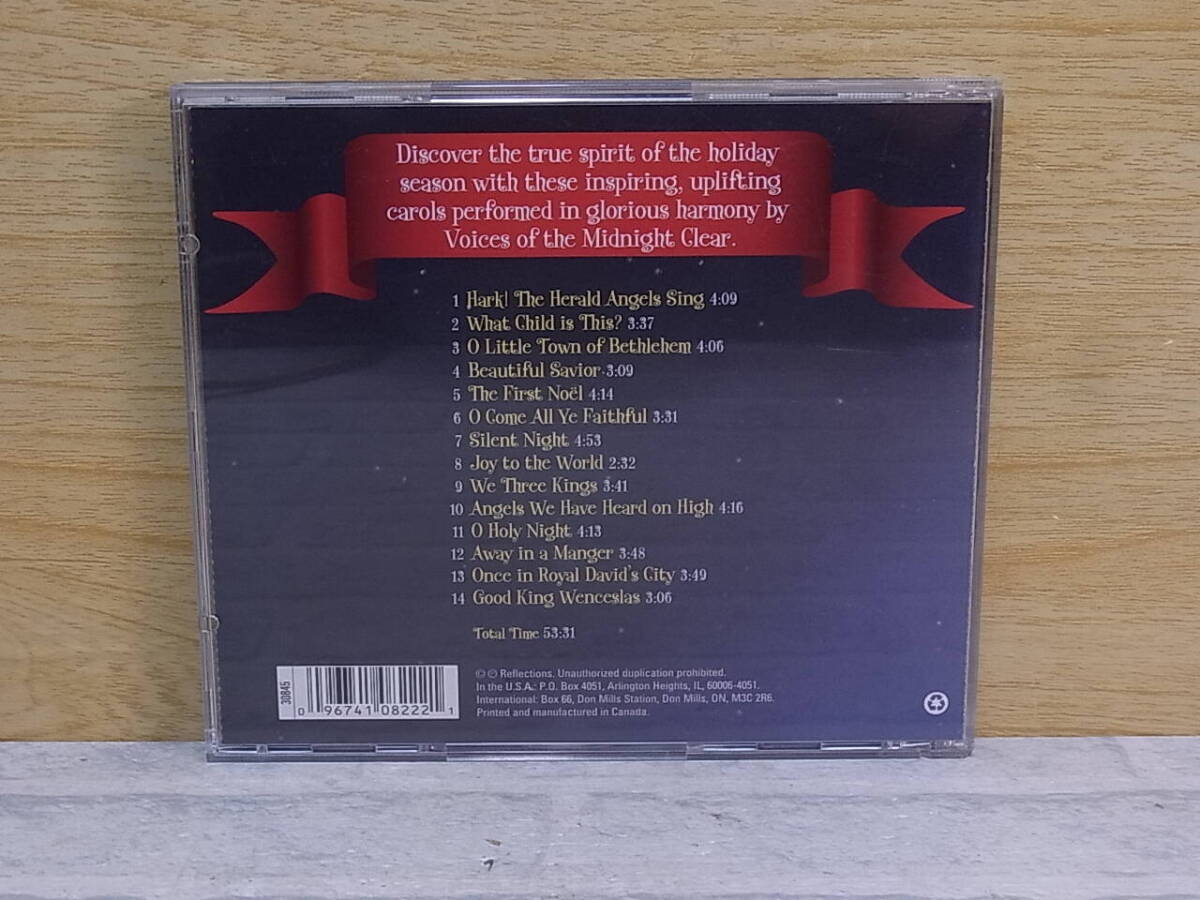 Discover the true spirit of the holiday
season with these inspiring, uplifting
carols performed in glorious harmony by
Voices of the Midnight Clear.
1 Hark! The Herald Angels Sing 4:09
2 What Child is This? 3:37
3 O Little Town of Bethlehem 4:06
4 Beautiful Savior 3:09
5 The First Noël 4:14
6 O Come All Ye Faithful 3:31
7 Silent Night 4:53
8 Joy to the World 2:32
9 We Three Kings 3:41
10 Angels We Have Heard on High 4:16
11 O Holy Night 4:13
12 Away in a Manger 3:48
13 Once in Royal David's City 3:49
14 Good King Wenceslas 3:06
Total Time 53:31
30845
0 96741 08222 1
© ℗ Reflections. Unauthorized duplication prohibited.
In the U.S.A.: P.O. Box 4051, Arlington Heights, IL, 60006-4051.
International: Box 66, Don Mills Station, Don Mills, ON, M3C 2R6.
Printed and manufactured in Canada.